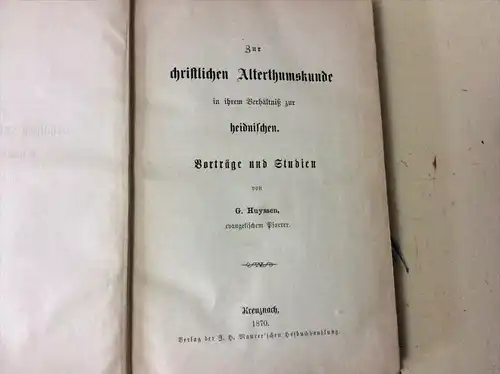 Zur
christlichen Alterthumskunde
in ihrem Verhältniß zur
heidnischen.
Vorträge und Studien
von
G. Huyssen,
evangelischem Pfarrer.
Kreuznach,
1870.
Verlag der J. H. Maurer'schen Hofbuchhandlung.